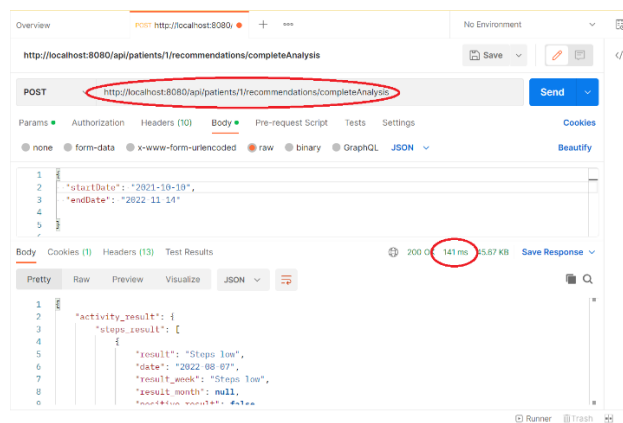 Overview POST http://localhost:8080/ + No Environment
http://localhost:8080/api/patients/1/recommendations/completeAnalysis Save
POST http://localhost:8080/api/patients/1/recommendations/completeAnalysis Send
Params Authorization Headers (10) Body Pre-request Script Tests Settings Cookies
none form-data x-www-form-urlencoded raw binary GraphQL JSON Beautify
1 {
2 "startDate": "2021-10-10",
3 "endDate": "2022-11-14"
4
5 }
Body Cookies (1) Headers (13) Test Results 200 141 ms 45.67 KB Save Response
Pretty Raw Preview Visualize JSON
1 {
2 "activity_result": {
3 "steps_result": [
4 {
5 "result": "Steps low",
6 "date": "2022-08-07",
7 "result_week": "Steps low",
8 "result_month": null,
9 "positive_result": false
Runner Trash